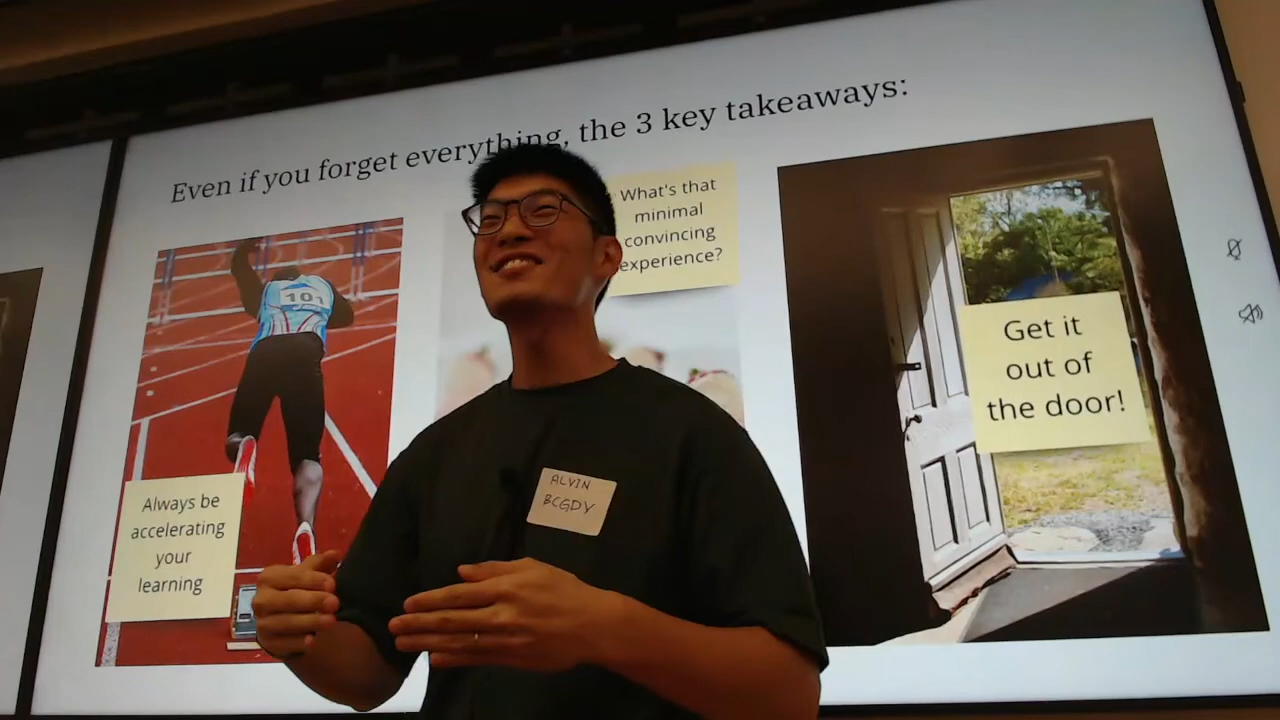 Even if you forget everything, the 3 key takeaways:
101
Always be
accelerating
your
learning
What's that
minimal
convincing
experience?
Get it
out of
the door!
ALVIN
BCGDV